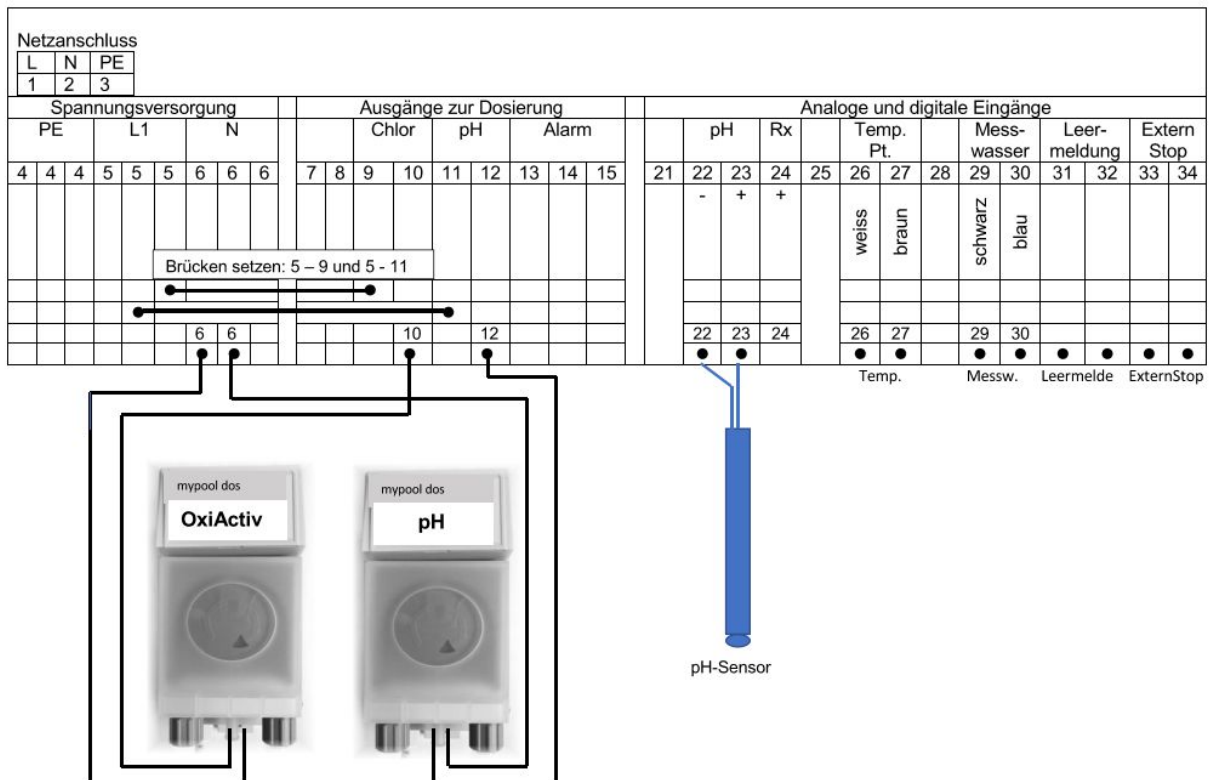 Netzanschluss
L N PE
1 2 3
Spannungsversorgung Ausgänge zur Dosierung Analoge und digitale Eingänge
PE L1 N Chlor pH Alarm pH Rx Temp. Pt. Mess- wasser Leer- meldung Extern Stop
4 4 4 5 5 5 6 6 6 7 8 9 10 11 12 13 14 15 21 22 23 24 25 26 27 28 29 30 31 32 33 34
- + +
weiss braun schwarz blau
Brücken setzen: 5 – 9 und 5 - 11
6 6 10 12 22 23 24 26 27 29 30
Temp. Messw. Leermelde ExternStop
mypool dos mypool dos
OxiActiv pH
pH-Sensor